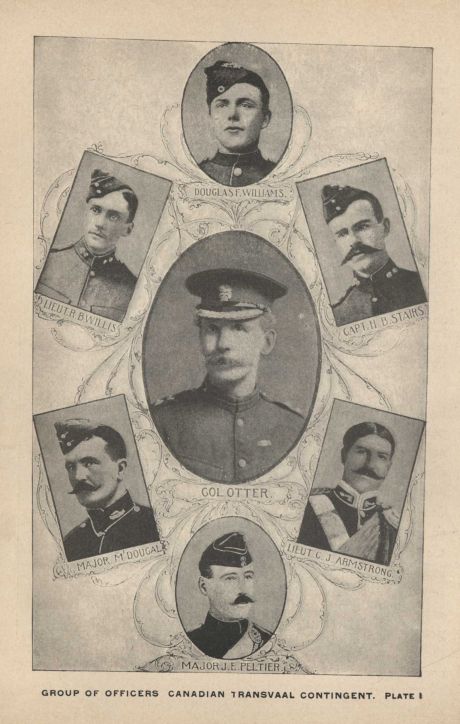 DOUGLAS F. WILLIAMS.
LIEUT. R. B. WILLIS
CAPT. H. B. STAIRS
COL OTTER
MAJOR McDOUGAL
LIEUT. C. J. ARMSTRONG
MAJOR J. E. PELTIER
GROUP OF OFFICERS CANADIAN TRANSVAAL CONTINGENT. PLATE I